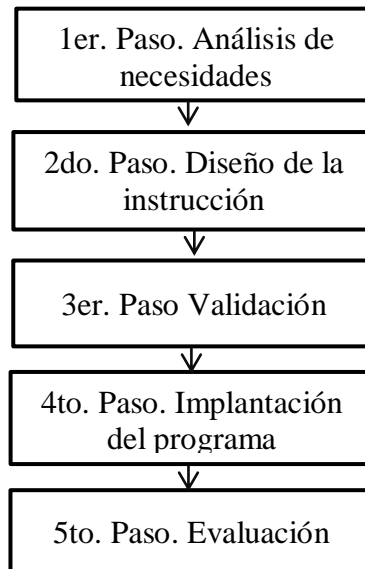 1er. Paso. Análisis de
necesidades
2do. Paso. Diseño de la
instrucción
3er. Paso Validación
4to. Paso. Implantación
del programa
5to. Paso. Evaluación